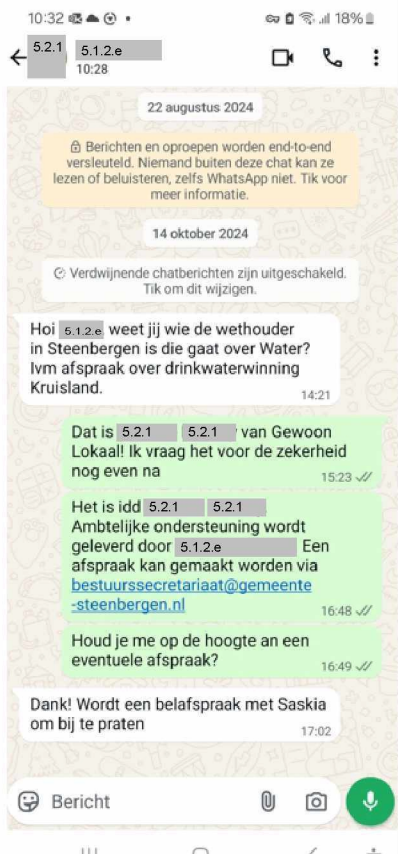 10:32
18%
5.2.1 5.1.2.e
10:28
22 augustus 2024
Berichten en oproepen worden end-to-end
versleuteld. Niemand buiten deze chat kan ze
lezen of beluisteren, zelfs WhatsApp niet. Tik voor
meer informatie.
14 oktober 2024
Verdwijnende chatberichten zijn uitgeschakeld.
Tik om dit wijzigen.
Hoi 5.1.2.e weet jij wie de wethouder
in Steenbergen is die gaat over Water?
Ivm afspraak over drinkwaterwinning
Kruisland.
14:21
Dat is 5.2.1 5.2.1 van Gewoon
Lokaal! Ik vraag het voor de zekerheid
nog even na
15:23
Het is idd 5.2.1 5.2.1
Ambtelijke ondersteuning wordt
geleverd door 5.1.2.e Een
afspraak kan gemaakt worden via
bestuurssecretariaat@gemeente
-steenbergen.nl
16:48
Houd je me op de hoogte an een
eventuele afspraak?
16:49
Dank! Wordt een belafspraak met Saskia
om bij te praten
17:02
Bericht